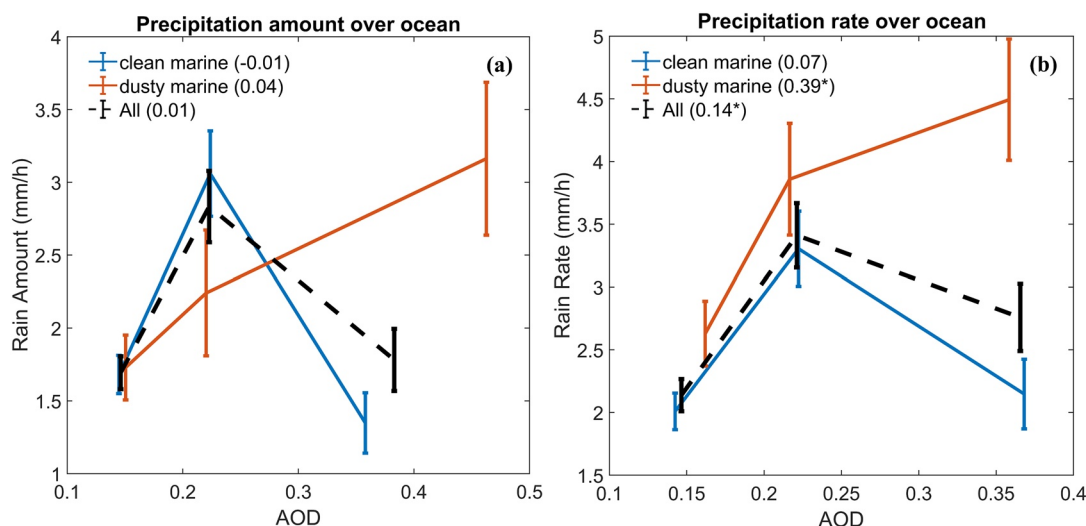 Precipitation amount over ocean
4
3.5
3
2.5
2
1.5
1
Rain Amount (mm/h)
clean marine (-0.01)
dusty marine (0.04)
All (0.01)
(a)
0.1
0.2
0.3
0.4
0.5
AOD
Precipitation rate over ocean
5
4.5
4
3.5
3
2.5
2
1.5
Rain Rate (mm/h)
clean marine (0.07)
dusty marine (0.39*)
All (0.14*)
(b)
0.1
0.15
0.2
0.25
0.3
0.35
0.4
AOD